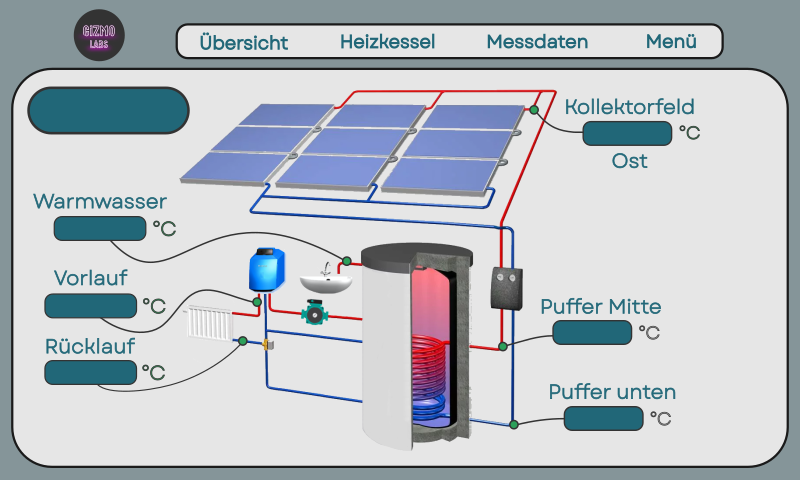 GIZMO
LABS
Übersicht
Heizkessel
Messdaten
Menü
Kollektorfeld
°C
Ost
Warmwasser
°C
Vorlauf
°C
Rücklauf
°C
Puffer Mitte
°C
Puffer unten
°C